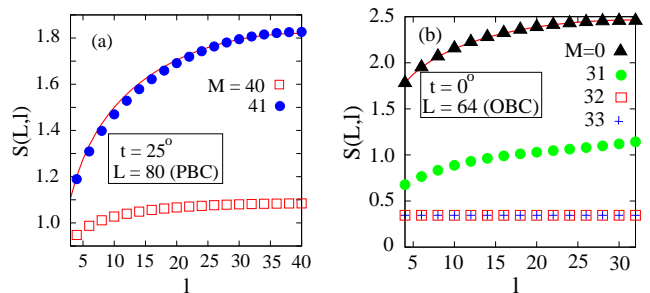 (a)
M = 40
41
t = 25°
L = 80 (PBC)
S(L,l)
1.8
1.6
1.4
1.2
1.0
5 10 15 20 25 30 35 40
l
(b)
M=0
31
32
33
t = 0°
L = 64 (OBC)
S(L,l)
2.5
2.0
1.5
1.0
0.5
0
5 10 15 20 25 30
l